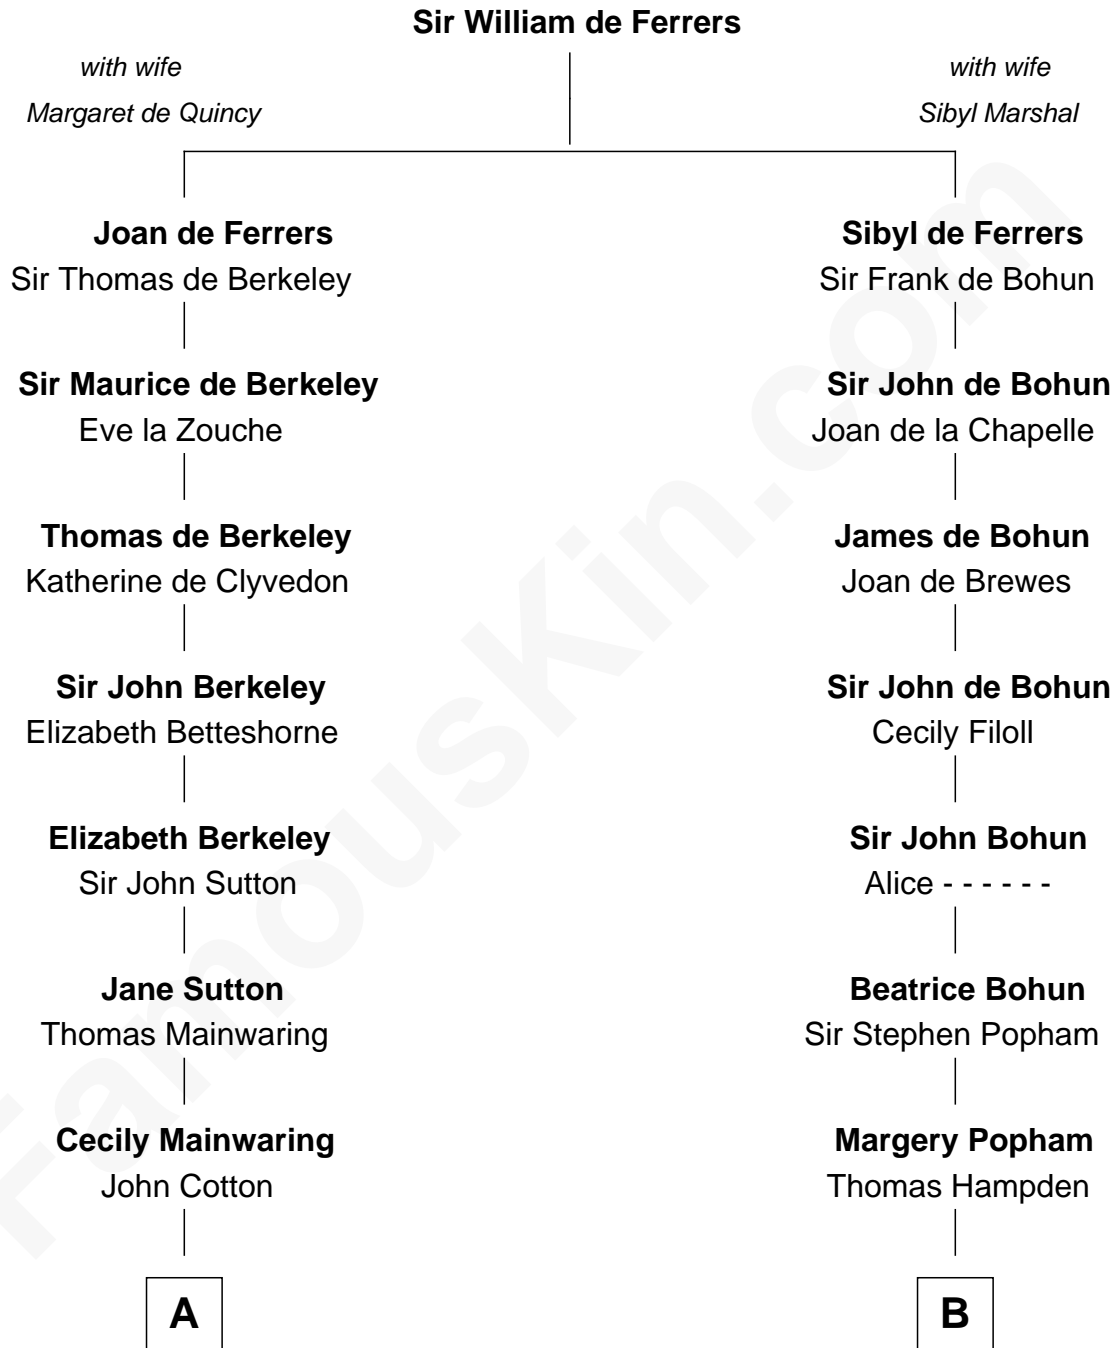 Sir William de Ferrers
with wife
Margaret de Quincy
with wife
Sibyl Marshal
Joan de Ferrers
Sir Thomas de Berkeley
Sibyl de Ferrers
Sir Frank de Bohun
Sir Maurice de Berkeley
Eve la Zouche
Sir John de Bohun
Joan de la Chapelle
Thomas de Berkeley
Katherine de Clyvedon
James de Bohun
Joan de Brewes
Sir John Berkeley
Elizabeth Betteshorne
Sir John de Bohun
Cecily Filoll
Elizabeth Berkeley
Sir John Sutton
Sir John Bohun
Alice - - - - - -
Jane Sutton
Thomas Mainwaring
Beatrice Bohun
Sir Stephen Popham
Cecily Mainwaring
John Cotton
Margery Popham
Thomas Hampden
A
B
FamousKin.com